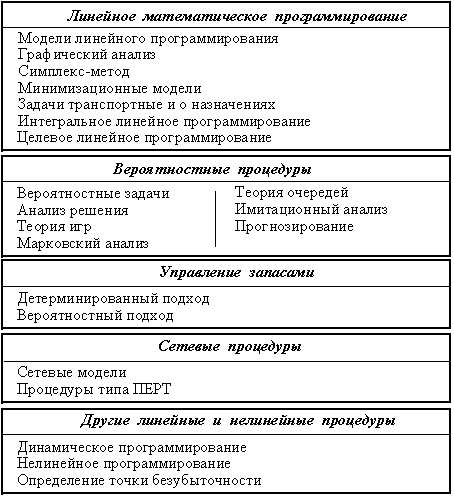 Линейное математическое программирование
Модели линейного программирования
Графический анализ
Симплекс-метод
Минимизационные модели
Задачи транспортные и о назначениях
Интегральное линейное программирование
Целевое линейное программирование
Вероятностные процедуры
Вероятностные задачи
Анализ решения
Теория игр
Марковский анализ
Теория очередей
Имитационный анализ
Прогнозирование
Управление запасами
Детерминированный подход
Вероятностный подход
Сетевые процедуры
Сетевые модели
Процедуры типа ПЕРТ
Другие линейные и нелинейные процедуры
Динамическое программирование
Нелинейное программирование
Определение точки безубыточности